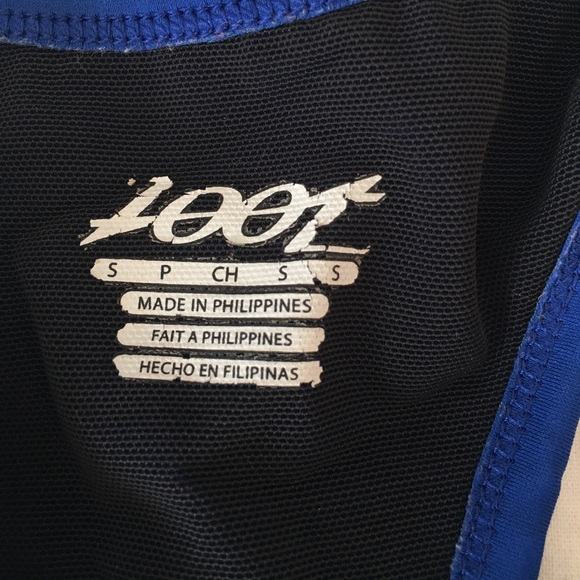 zoot
S P CH S S
MADE IN PHILIPPINES
FAIT A PHILIPPINES
HECHO EN FILIPINAS